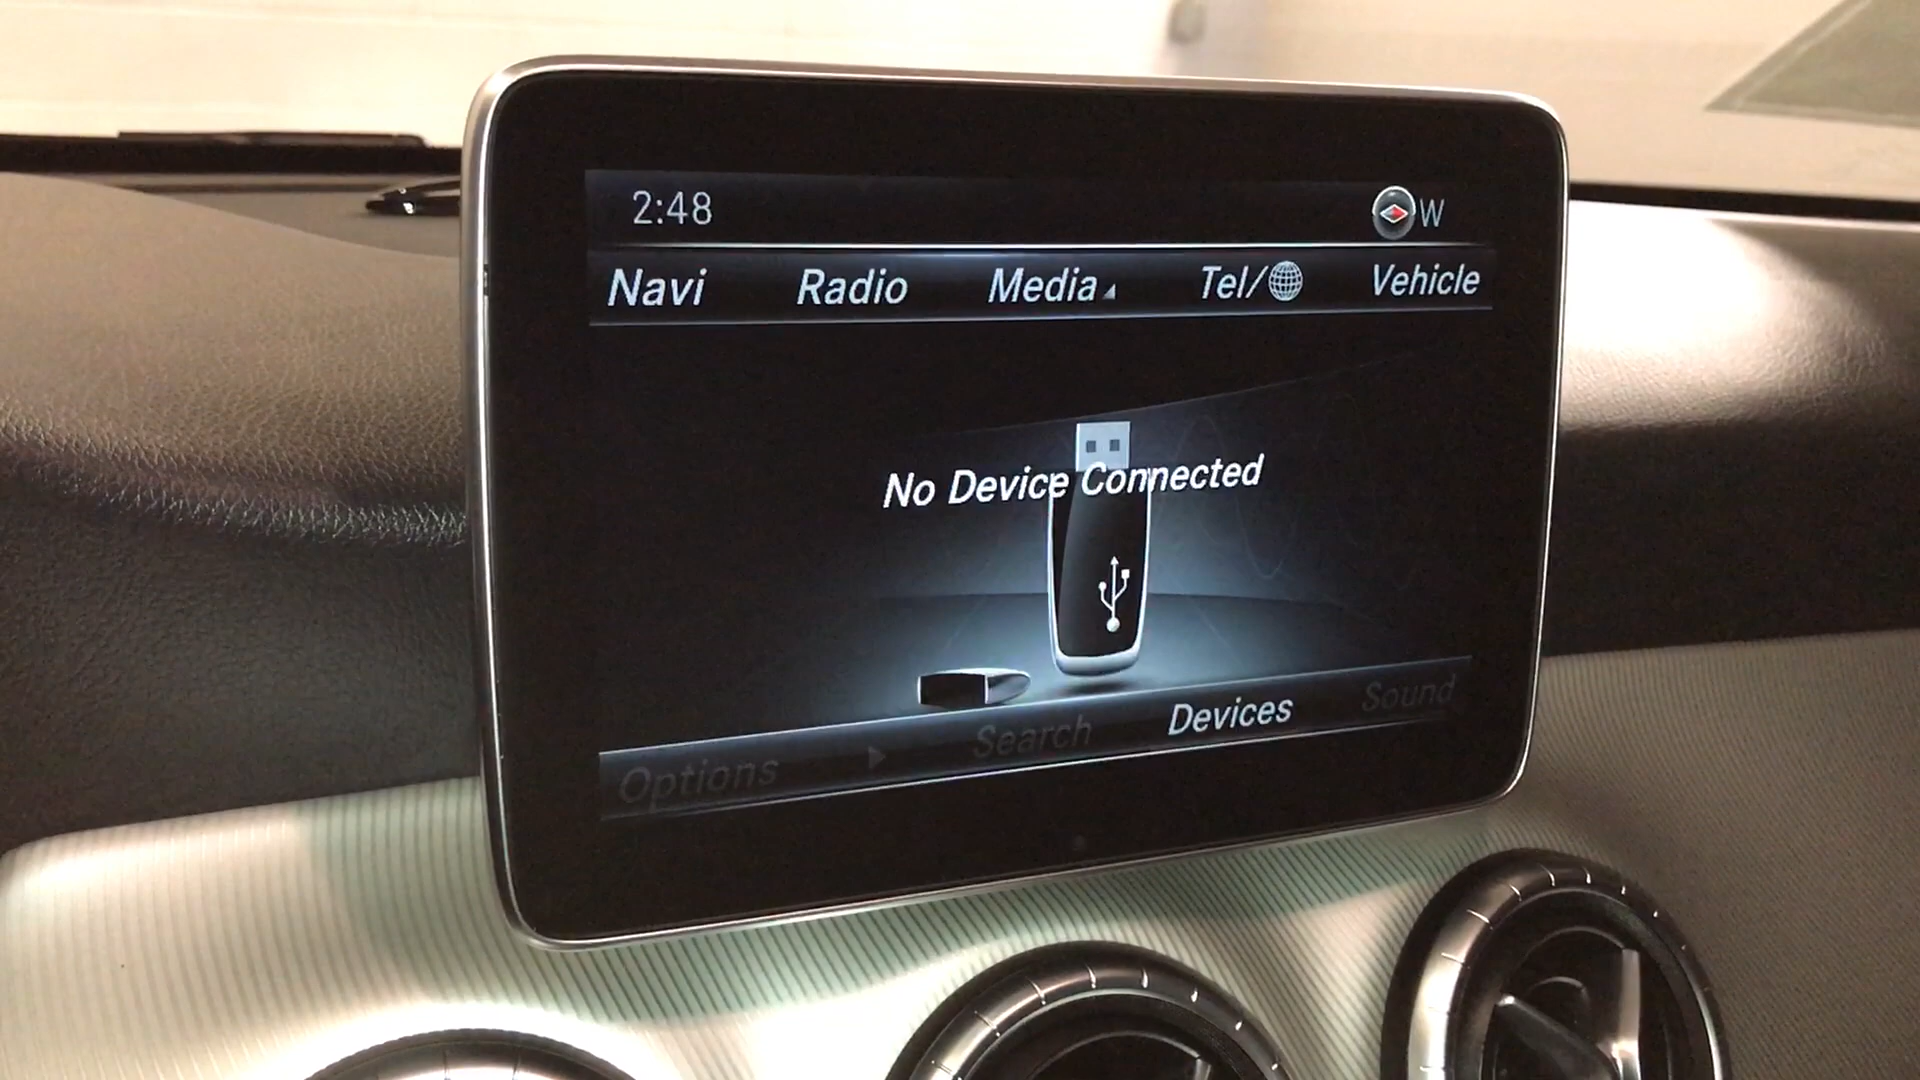 2:48 W
Navi Radio Media Tel/ Vehicle
No Device Connected
Options Search Devices Sound